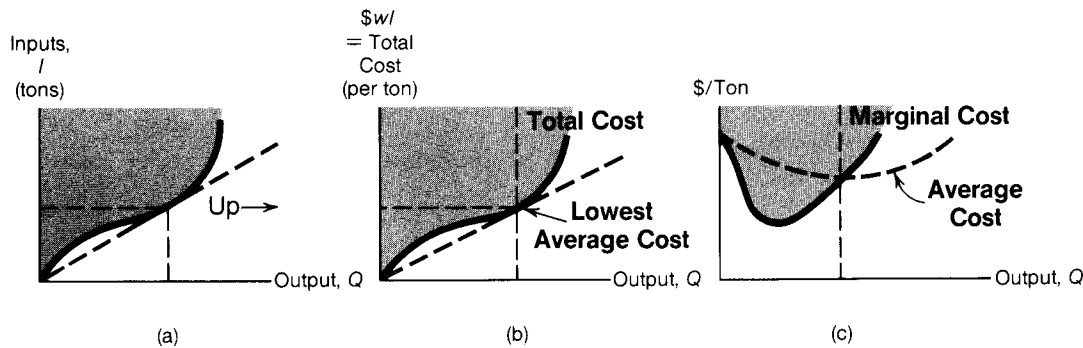 Inputs,
l
(tons)
Up
Output, Q
(a)
$wl
= Total
Cost
(per ton)
Total Cost
Lowest
Average Cost
Output, Q
(b)
$/Ton
Marginal Cost
Average
Cost
Output, Q
(c)